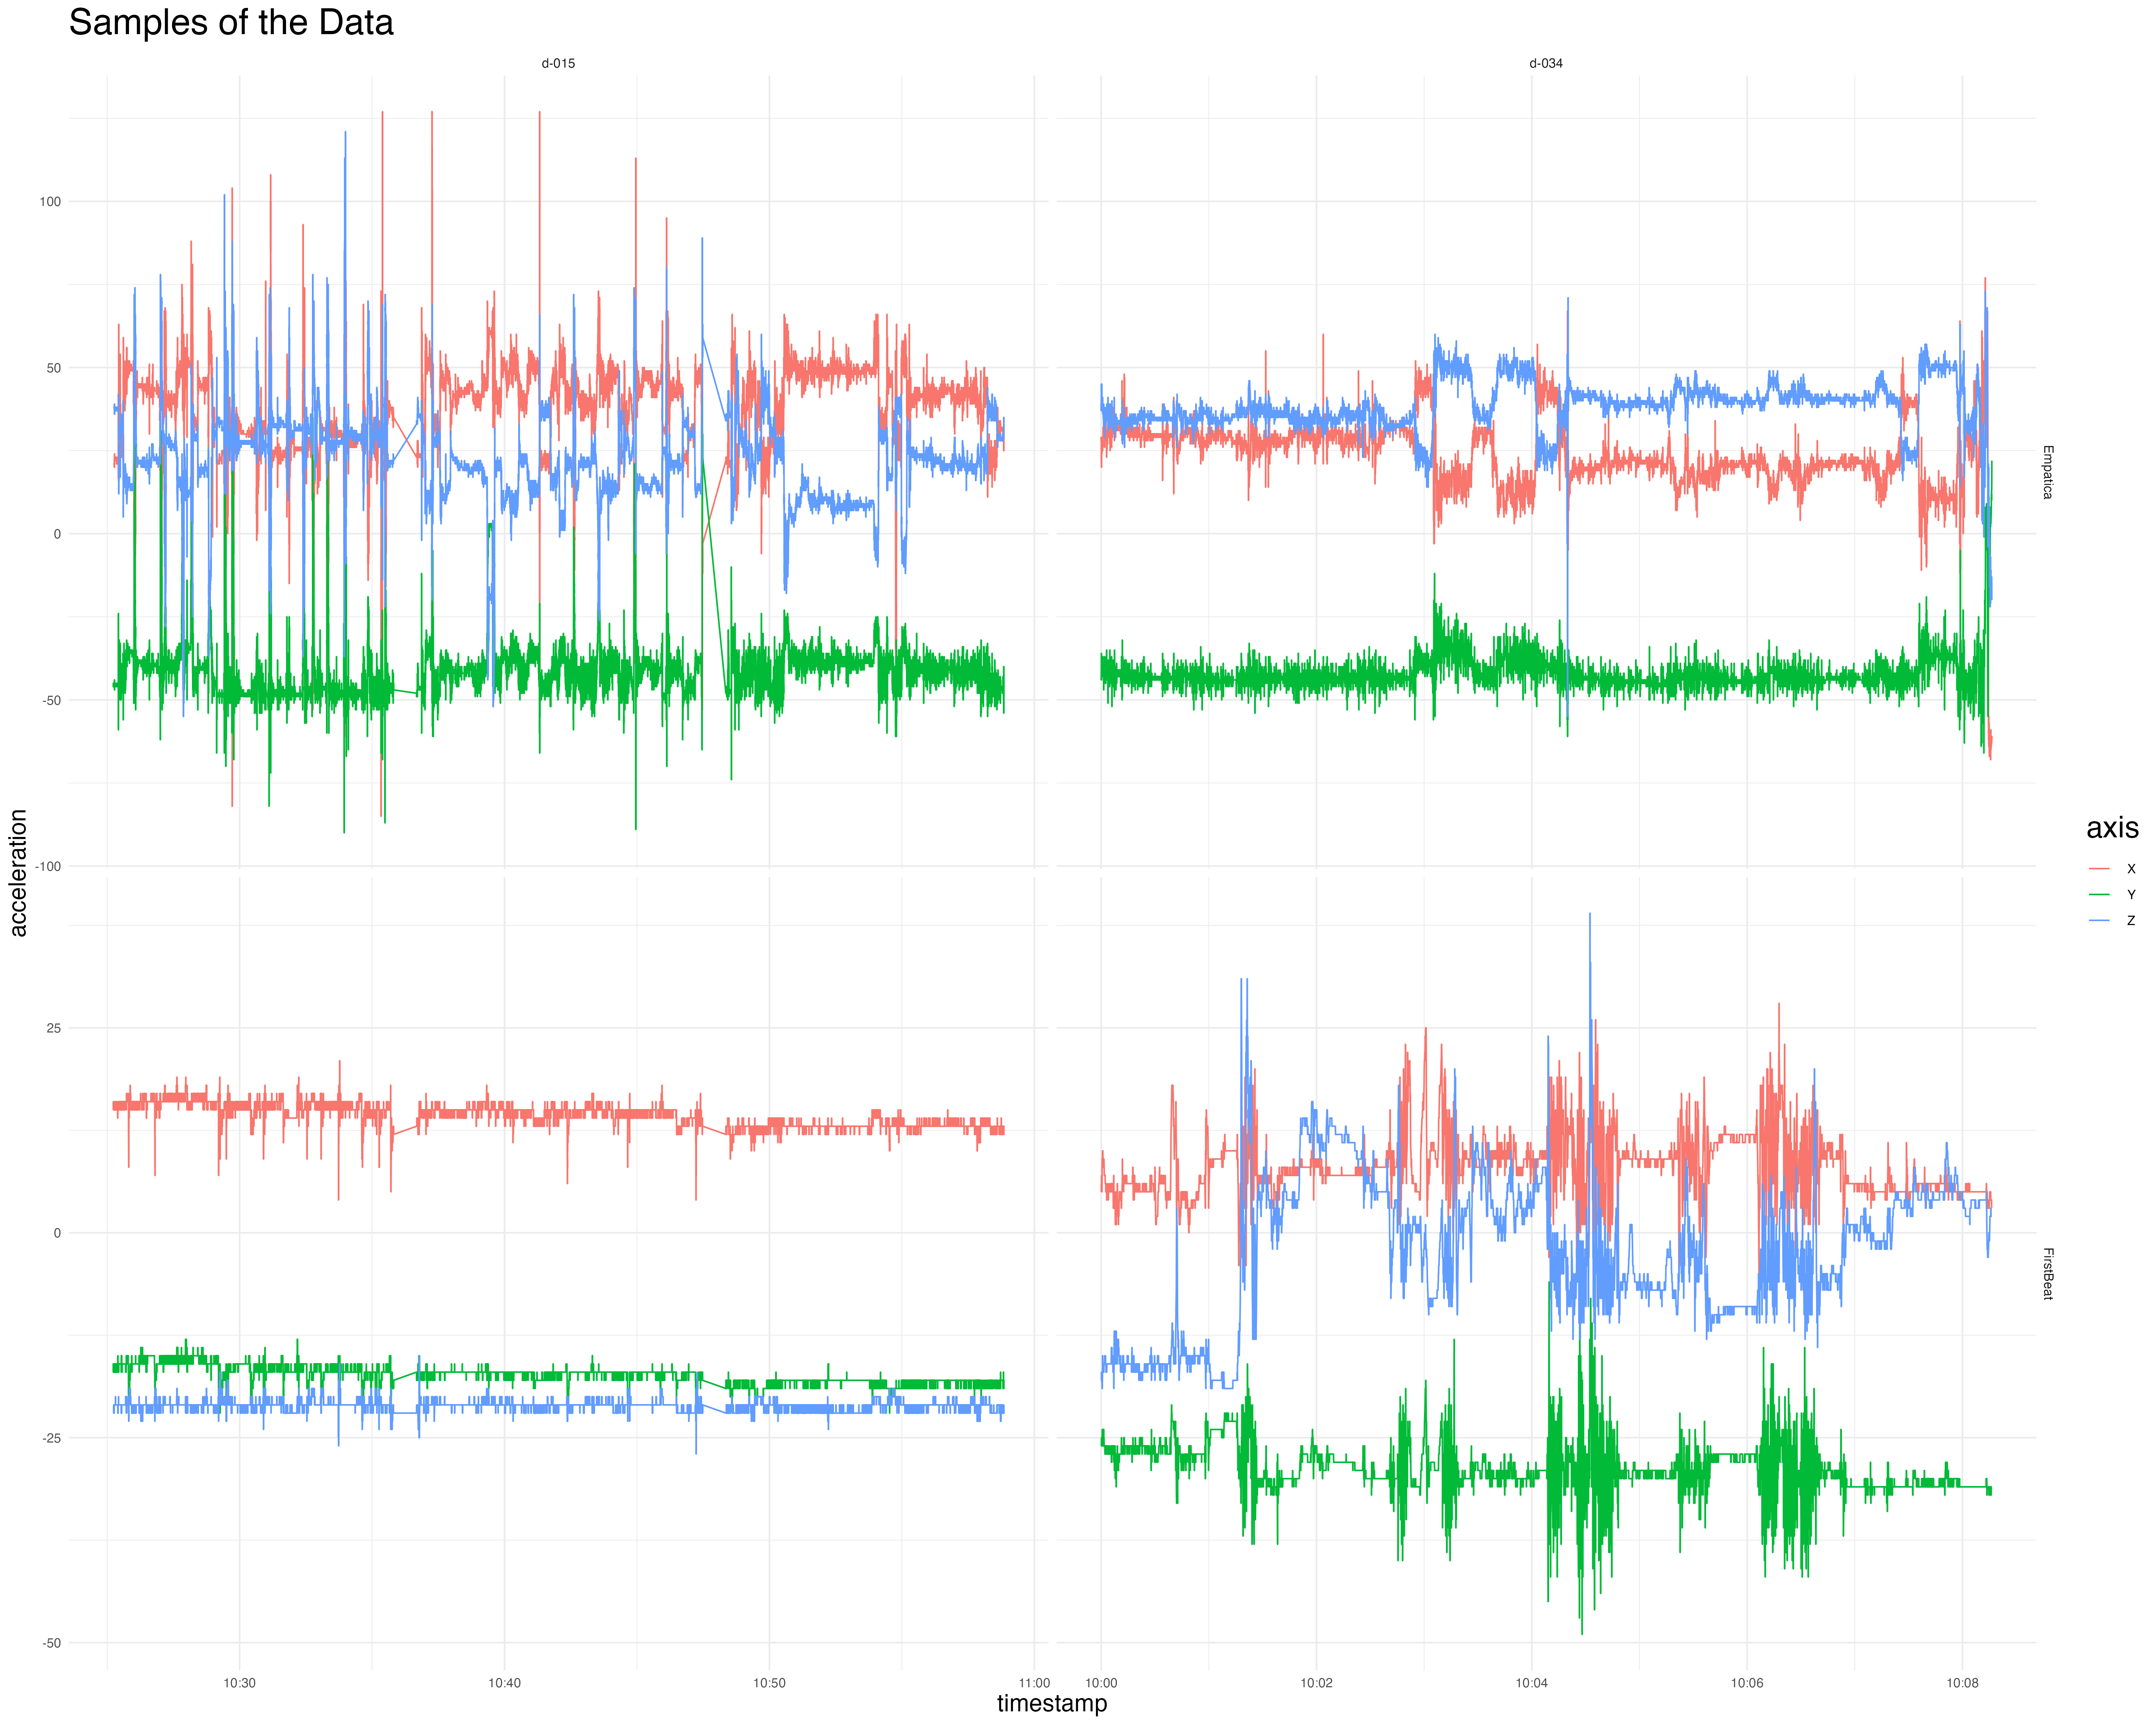 Samples of the Data
d-015
d-034
100
50
0
-50
-100
Empatica
acceleration
axis
X
Y
Z
25
0
-25
-50
FirstBeat
10:30
10:40
10:50
11:00
10:00
10:02
10:04
10:06
10:08
timestamp